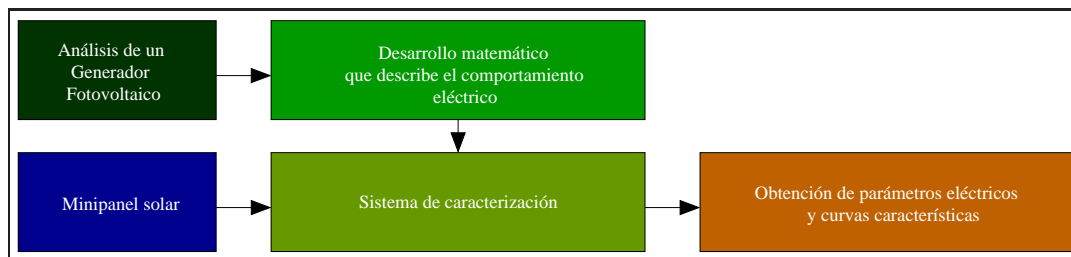 Análisis de un
Generador
Fotovoltaico
Desarrollo matemático
que describe el comportamiento
eléctrico
Minipanel solar
Sistema de caracterización
Obtención de parámetros eléctricos
y curvas características